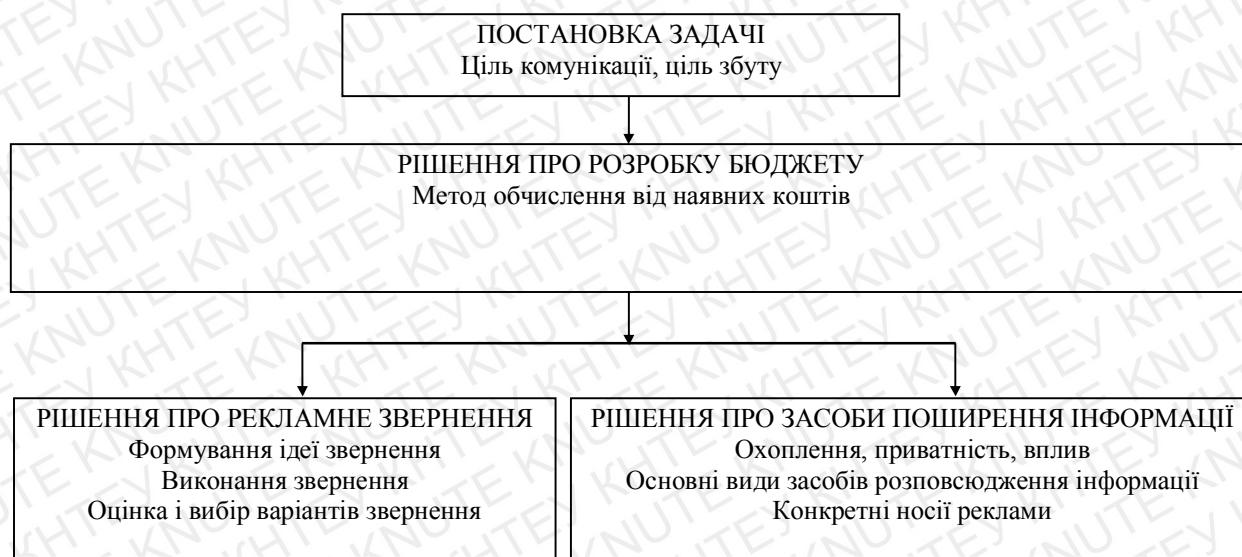 ПОСТАНОВКА ЗАДАЧІ
Ціль комунікації, ціль збуту
РІШЕННЯ ПРО РОЗРОБКУ БЮДЖЕТУ
Метод обчислення від наявних коштів
РІШЕННЯ ПРО РЕКЛАМНЕ ЗВЕРНЕННЯ
Формування ідеї звернення
Виконання звернення
Оцінка і вибір варіантів звернення
РІШЕННЯ ПРО ЗАСОБИ ПОШИРЕННЯ ІНФОРМАЦІЇ
Охоплення, приватність, вплив
Основні види засобів розповсюдження інформації
Конкретні носії реклами